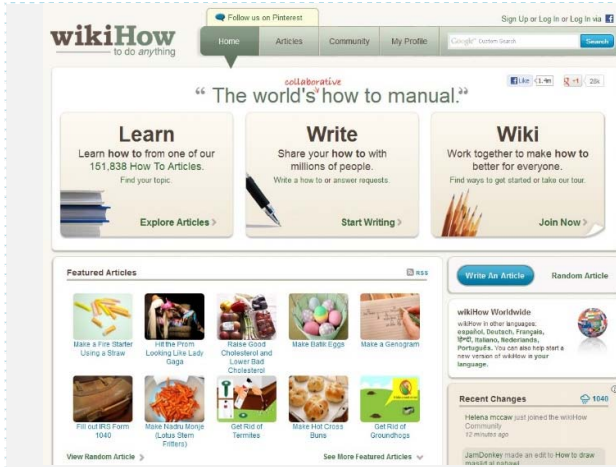 Follow us on Pinterest
Sign Up or Log In or Log In via
wikiHow
to do anything
Home
Articles
Community
My Profile
Google™ Custom Search
Search
collaborative
“ The world's how to manual.”
Like
1.4m
+1
25k
Learn
Learn how to from one of our
151,838 How To Articles.
Find your topic.
Explore Articles >
Write
Share your how to with
millions of people.
Write a how to or answer requests.
Start Writing >
Wiki
Work together to make how to
better for everyone.
Find ways to get started or take our tour.
Join Now >
Featured Articles
RSS
Make a Fire Starter
Using a Straw
Hit the Prom
Looking Like Lady
Gaga
Raise Good
Cholesterol and
Lower Bad
Cholesterol
Make Batik Eggs
Make a Genogram
Fill out IRS Form
1040
Make Nadru Monje
(Lotus Stem
Fritters)
Get Rid of
Termites
Make Hot Cross
Buns
Get Rid of
Groundhogs
View Random Article >
See More Featured Articles
Write An Article
Random Article
wikiHow Worldwide
wikiHow in other languages:
español, Deutsch, Français,
हिन्दी, Italiano, Nederlands,
Português. You can also help start a
new version of wikiHow in your
language.
Recent Changes
1040
Helena mccaw just joined the wikiHow
Community
12 minutes ago
JamDonkey made an edit to How to draw